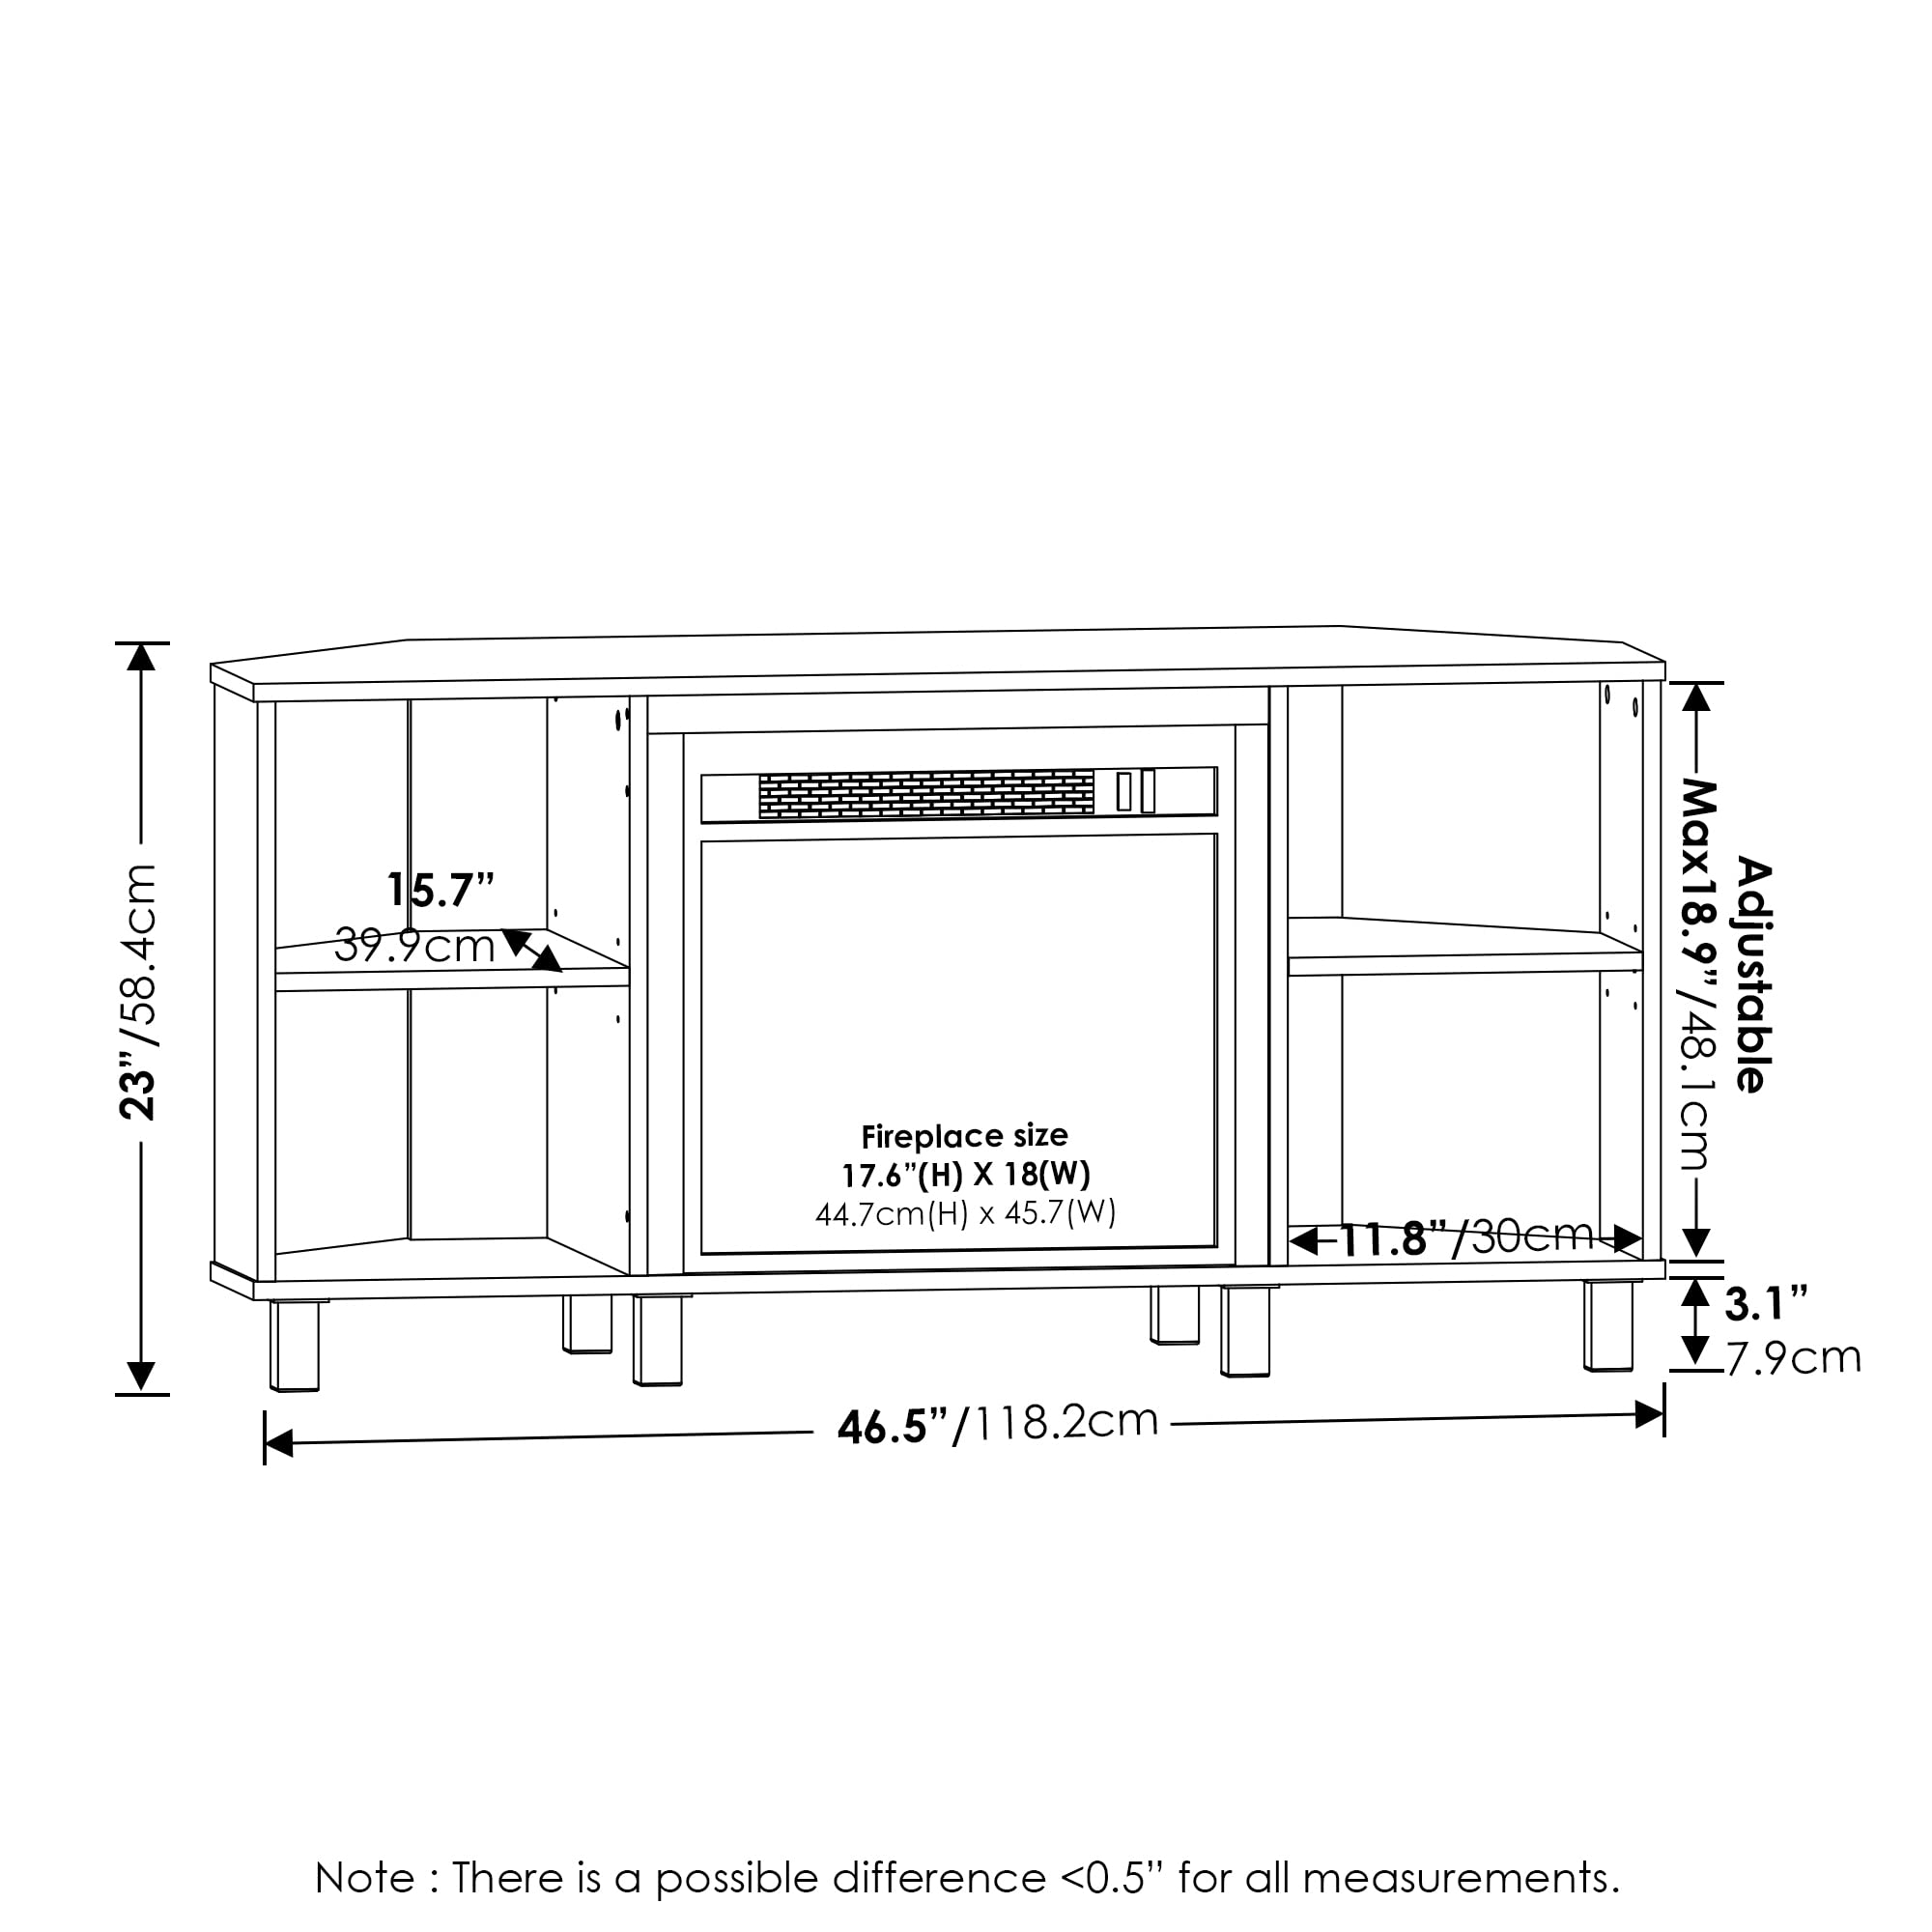 23”/58.4cm
15.7”
39.9cm
Fireplace size
17.6”(H) X 18(W)
44.7cm(H) x 45.7(W)
Adjustable
Max18.9”/48.1cm
11.8”/30cm
3.1”
7.9cm
46.5”/118.2cm
Note : There is a possible difference <0.5” for all measurements.